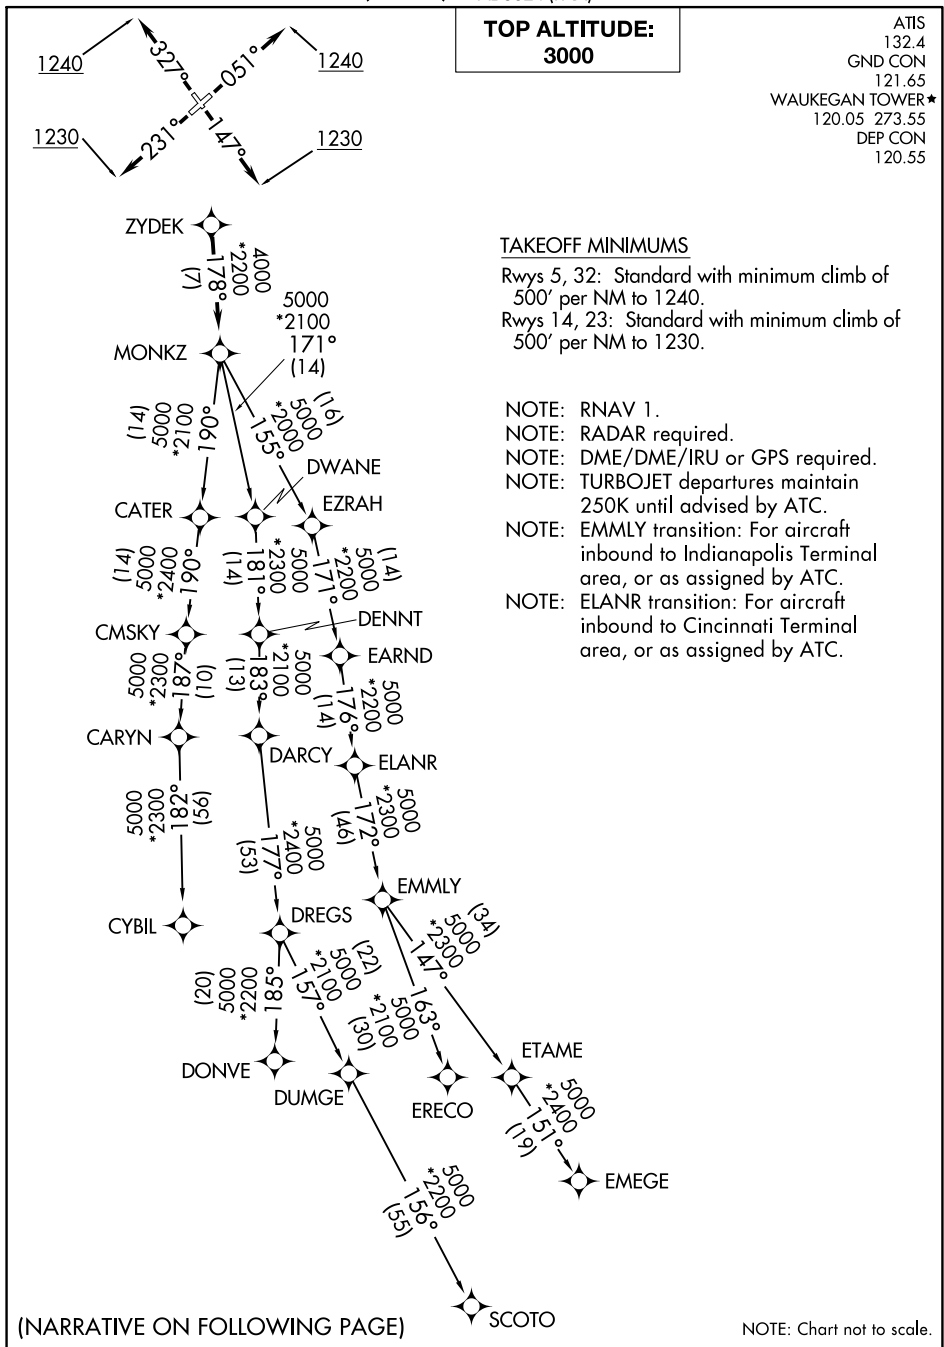 TOP ALTITUDE:
3000
ATIS
132.4
GND CON
121.65
WAUKEGAN TOWER★
120.05 273.55
DEP CON
120.55
1240
327°
051°
1240
1230
231°
147°
1230
ZYDEK
4000
*2200
178°
(7)
5000
*2100
171°
(14)
MONKZ
(14)
5000
*2100
190°
(16)
5000
*2000
155°
DWANE
CATER
EZRAH
(14)
5000
*2400
190°
5000
*2300
181°
(14)
(14)
5000
*2200
171°
CMSKY
DENNT
EARND
5000
*2300
187°
(10)
5000
*2100
183°
(13)
5000
*2200
176°
(14)
CARYN
DARCY
ELANR
5000
*2300
182°
(56)
5000
*2400
177°
(53)
5000
*2300
172°
(46)
EMMLY
CYBIL
DREGS
(34)
5000
*2300
147°
(20)
5000
*2200
185°
(22)
5000
*2100
157°
163°
5000
*2100
(30)
DONVE
DUMGE
ERECO
ETAME
5000
*2400
151°
(19)
EMEGE
5000
*2200
156°
(55)
SCOTO
TAKEOFF MINIMUMS
Rwys 5, 32: Standard with minimum climb of
500' per NM to 1240.
Rwys 14, 23: Standard with minimum climb of
500' per NM to 1230.
NOTE: RNAV 1.
NOTE: RADAR required.
NOTE: DME/DME/IRU or GPS required.
NOTE: TURBOJET departures maintain
250K until advised by ATC.
NOTE: EMMLY transition: For aircraft
inbound to Indianapolis Terminal
area, or as assigned by ATC.
NOTE: ELANR transition: For aircraft
inbound to Cincinnati Terminal
area, or as assigned by ATC.
(NARRATIVE ON FOLLOWING PAGE)
NOTE: Chart not to scale.